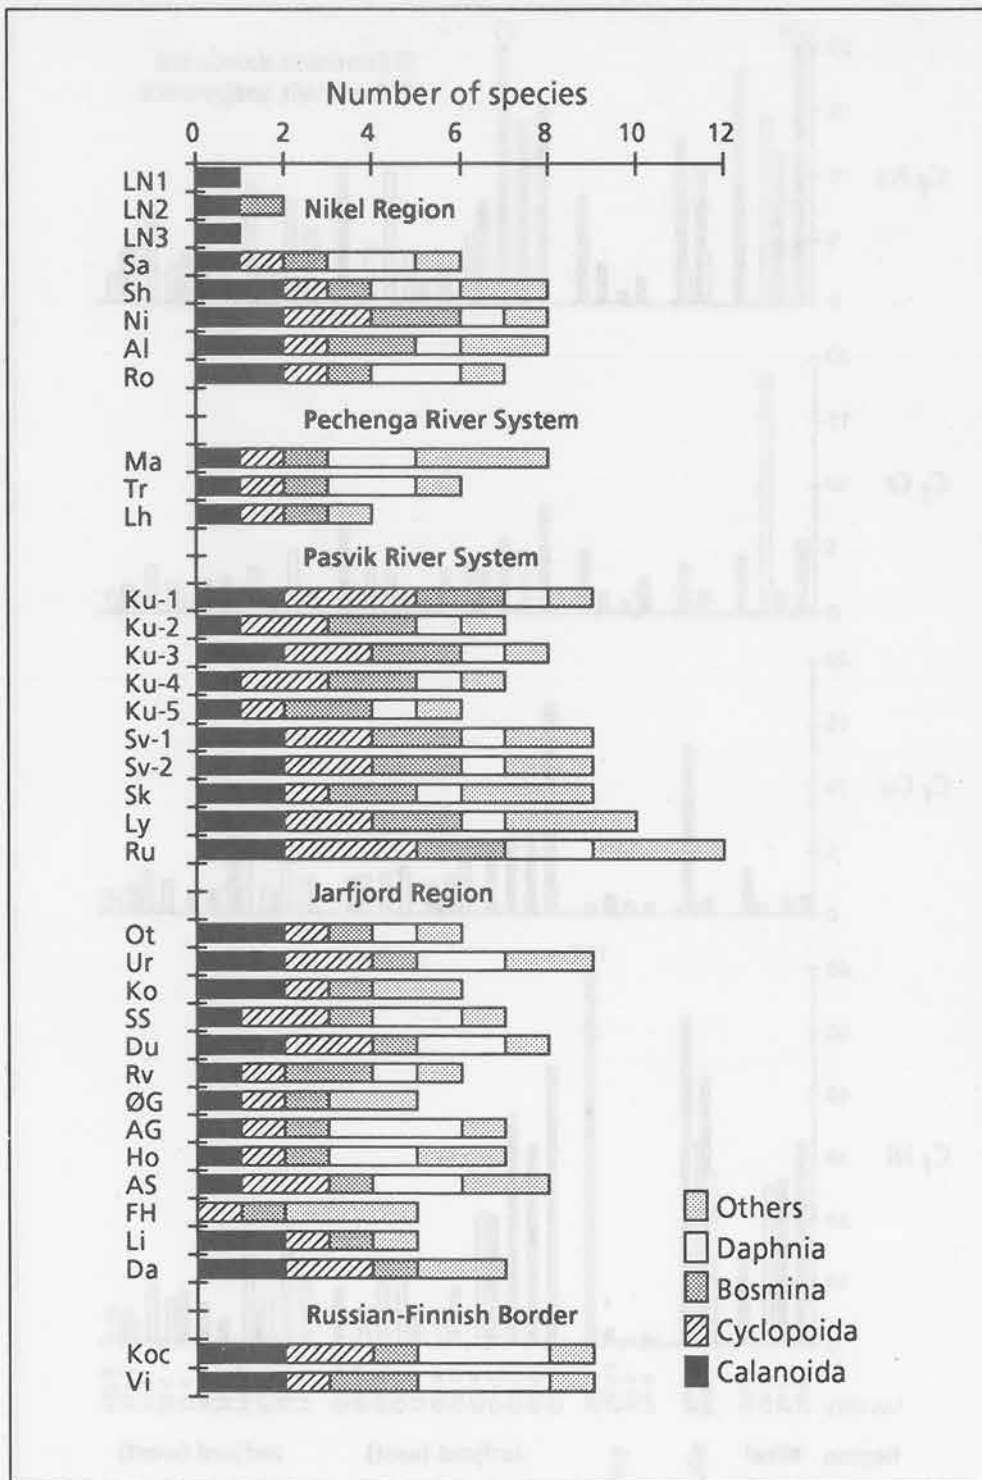 Number of species
0 2 4 6 8 10 12
LN1
LN2 Nikel Region
LN3
Sa
Sh
Ni
Al
Ro
Pechenga River System
Ma
Tr
Lh
Pasvik River System
Ku-1
Ku-2
Ku-3
Ku-4
Ku-5
Sv-1
Sv-2
Sk
Ly
Ru
Jarfjord Region
Ot
Ur
Ko
SS
Du
Rv
ØG
AG
Ho
AS
FH
Li
Da
Others
Daphnia
Bosmina
Cyclopoida
Calanoida
Russian-Finnish Border
Koc
Vi